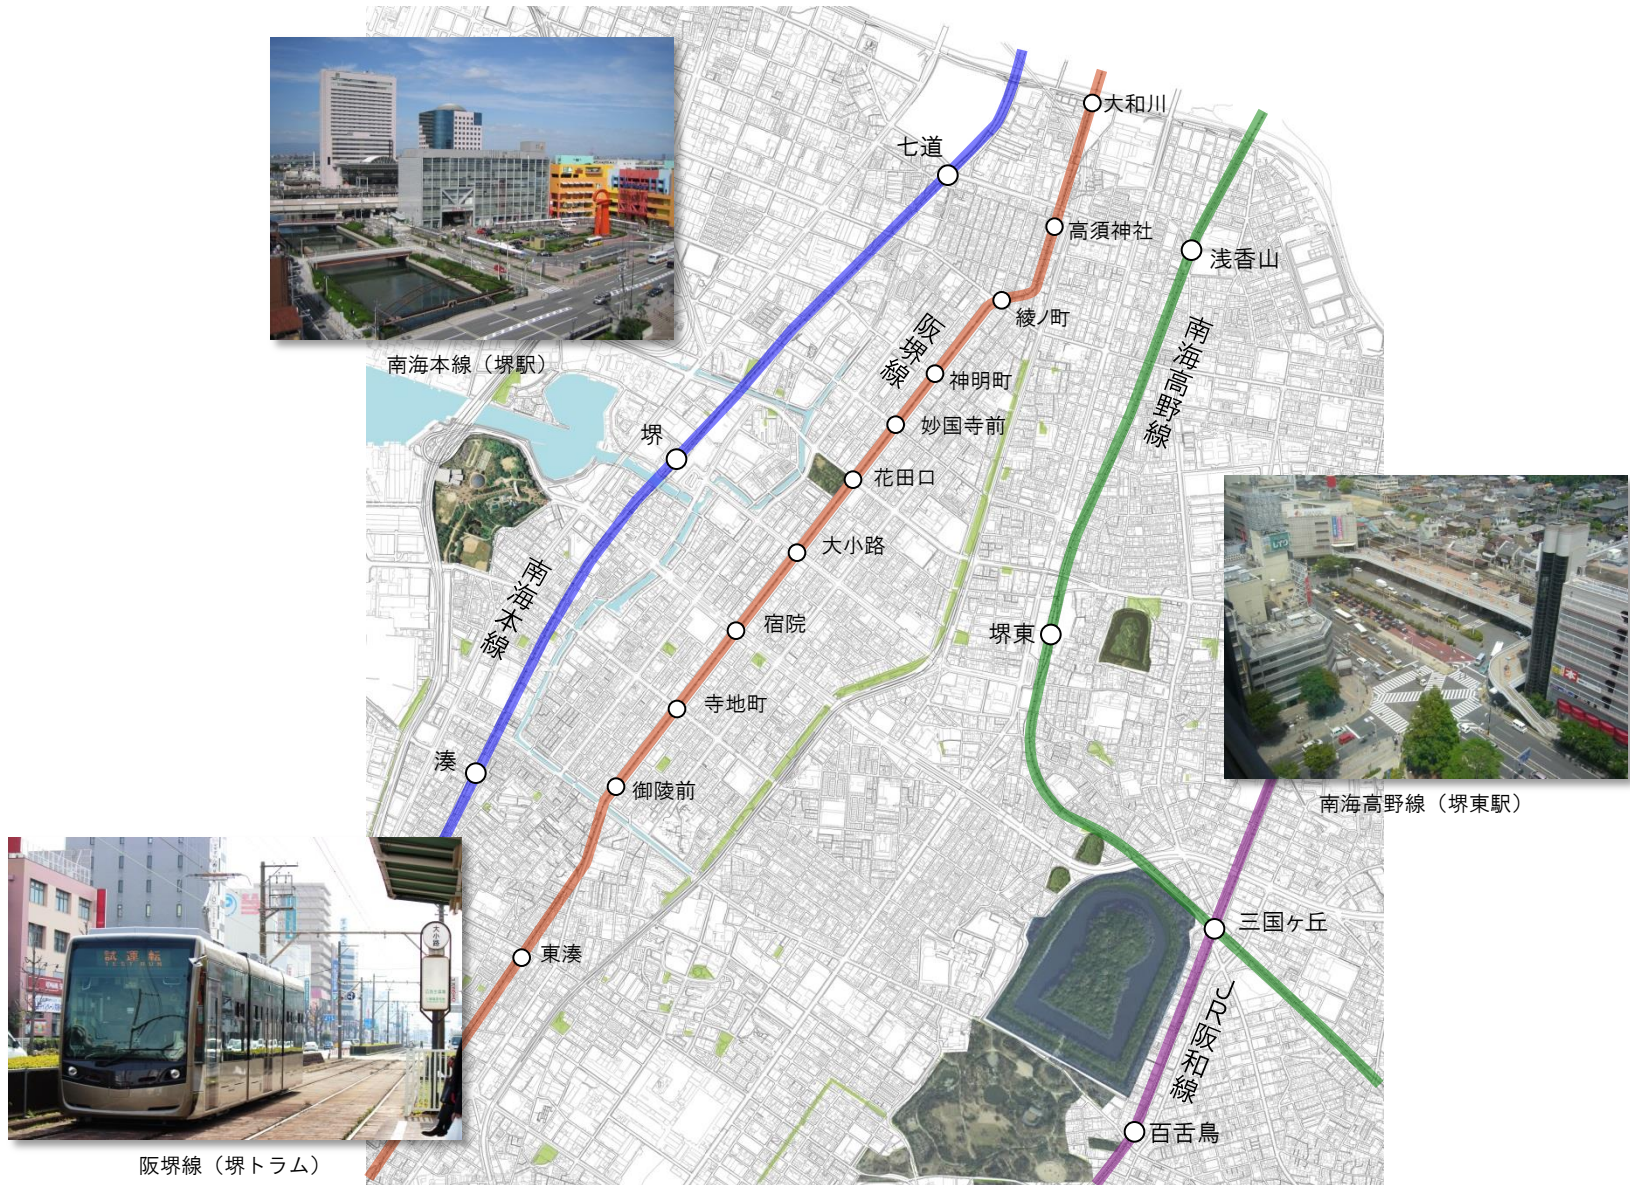 大和川
七道
高須神社
浅香山
綾ノ町
阪堺線
南海高野線
南海本線（堺駅）
神明町
妙国寺前
堺
花田口
大小路
南海本線
宿院
堺東
寺地町
湊
御陵前
南海高野線（堺東駅）
三国ヶ丘
東湊
大小路
試運転
JR阪和線
百舌鳥
阪堺線（堺トラム）